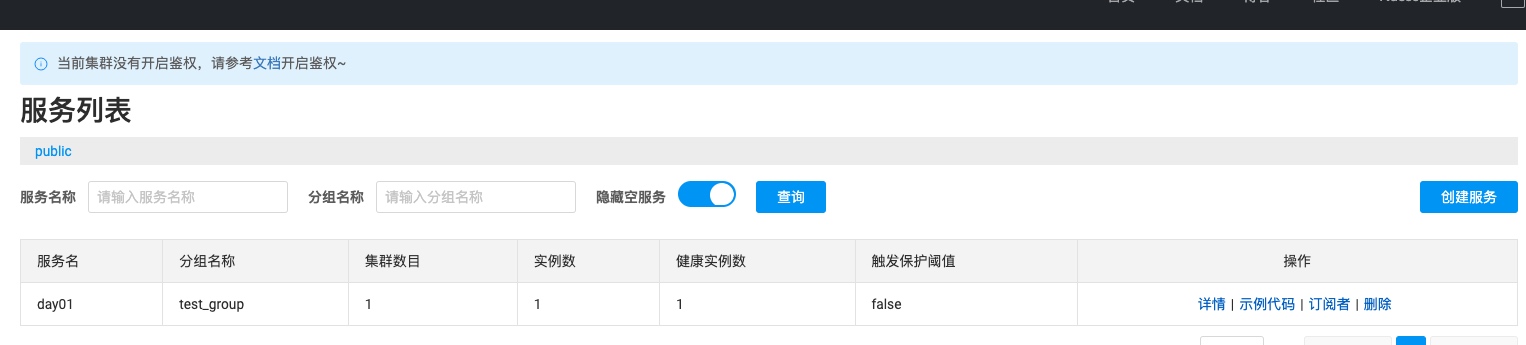 当前集群没有开启鉴权，请参考文档开启鉴权~
服务列表
public
服务名称 请输入服务名称 分组名称 请输入分组名称 隐藏空服务 查询 创建服务
服务名 分组名称 集群数目 实例数 健康实例数 触发保护阈值 操作
day01 test_group 1 1 1 false 详情 | 示例代码 | 订阅者 | 删除